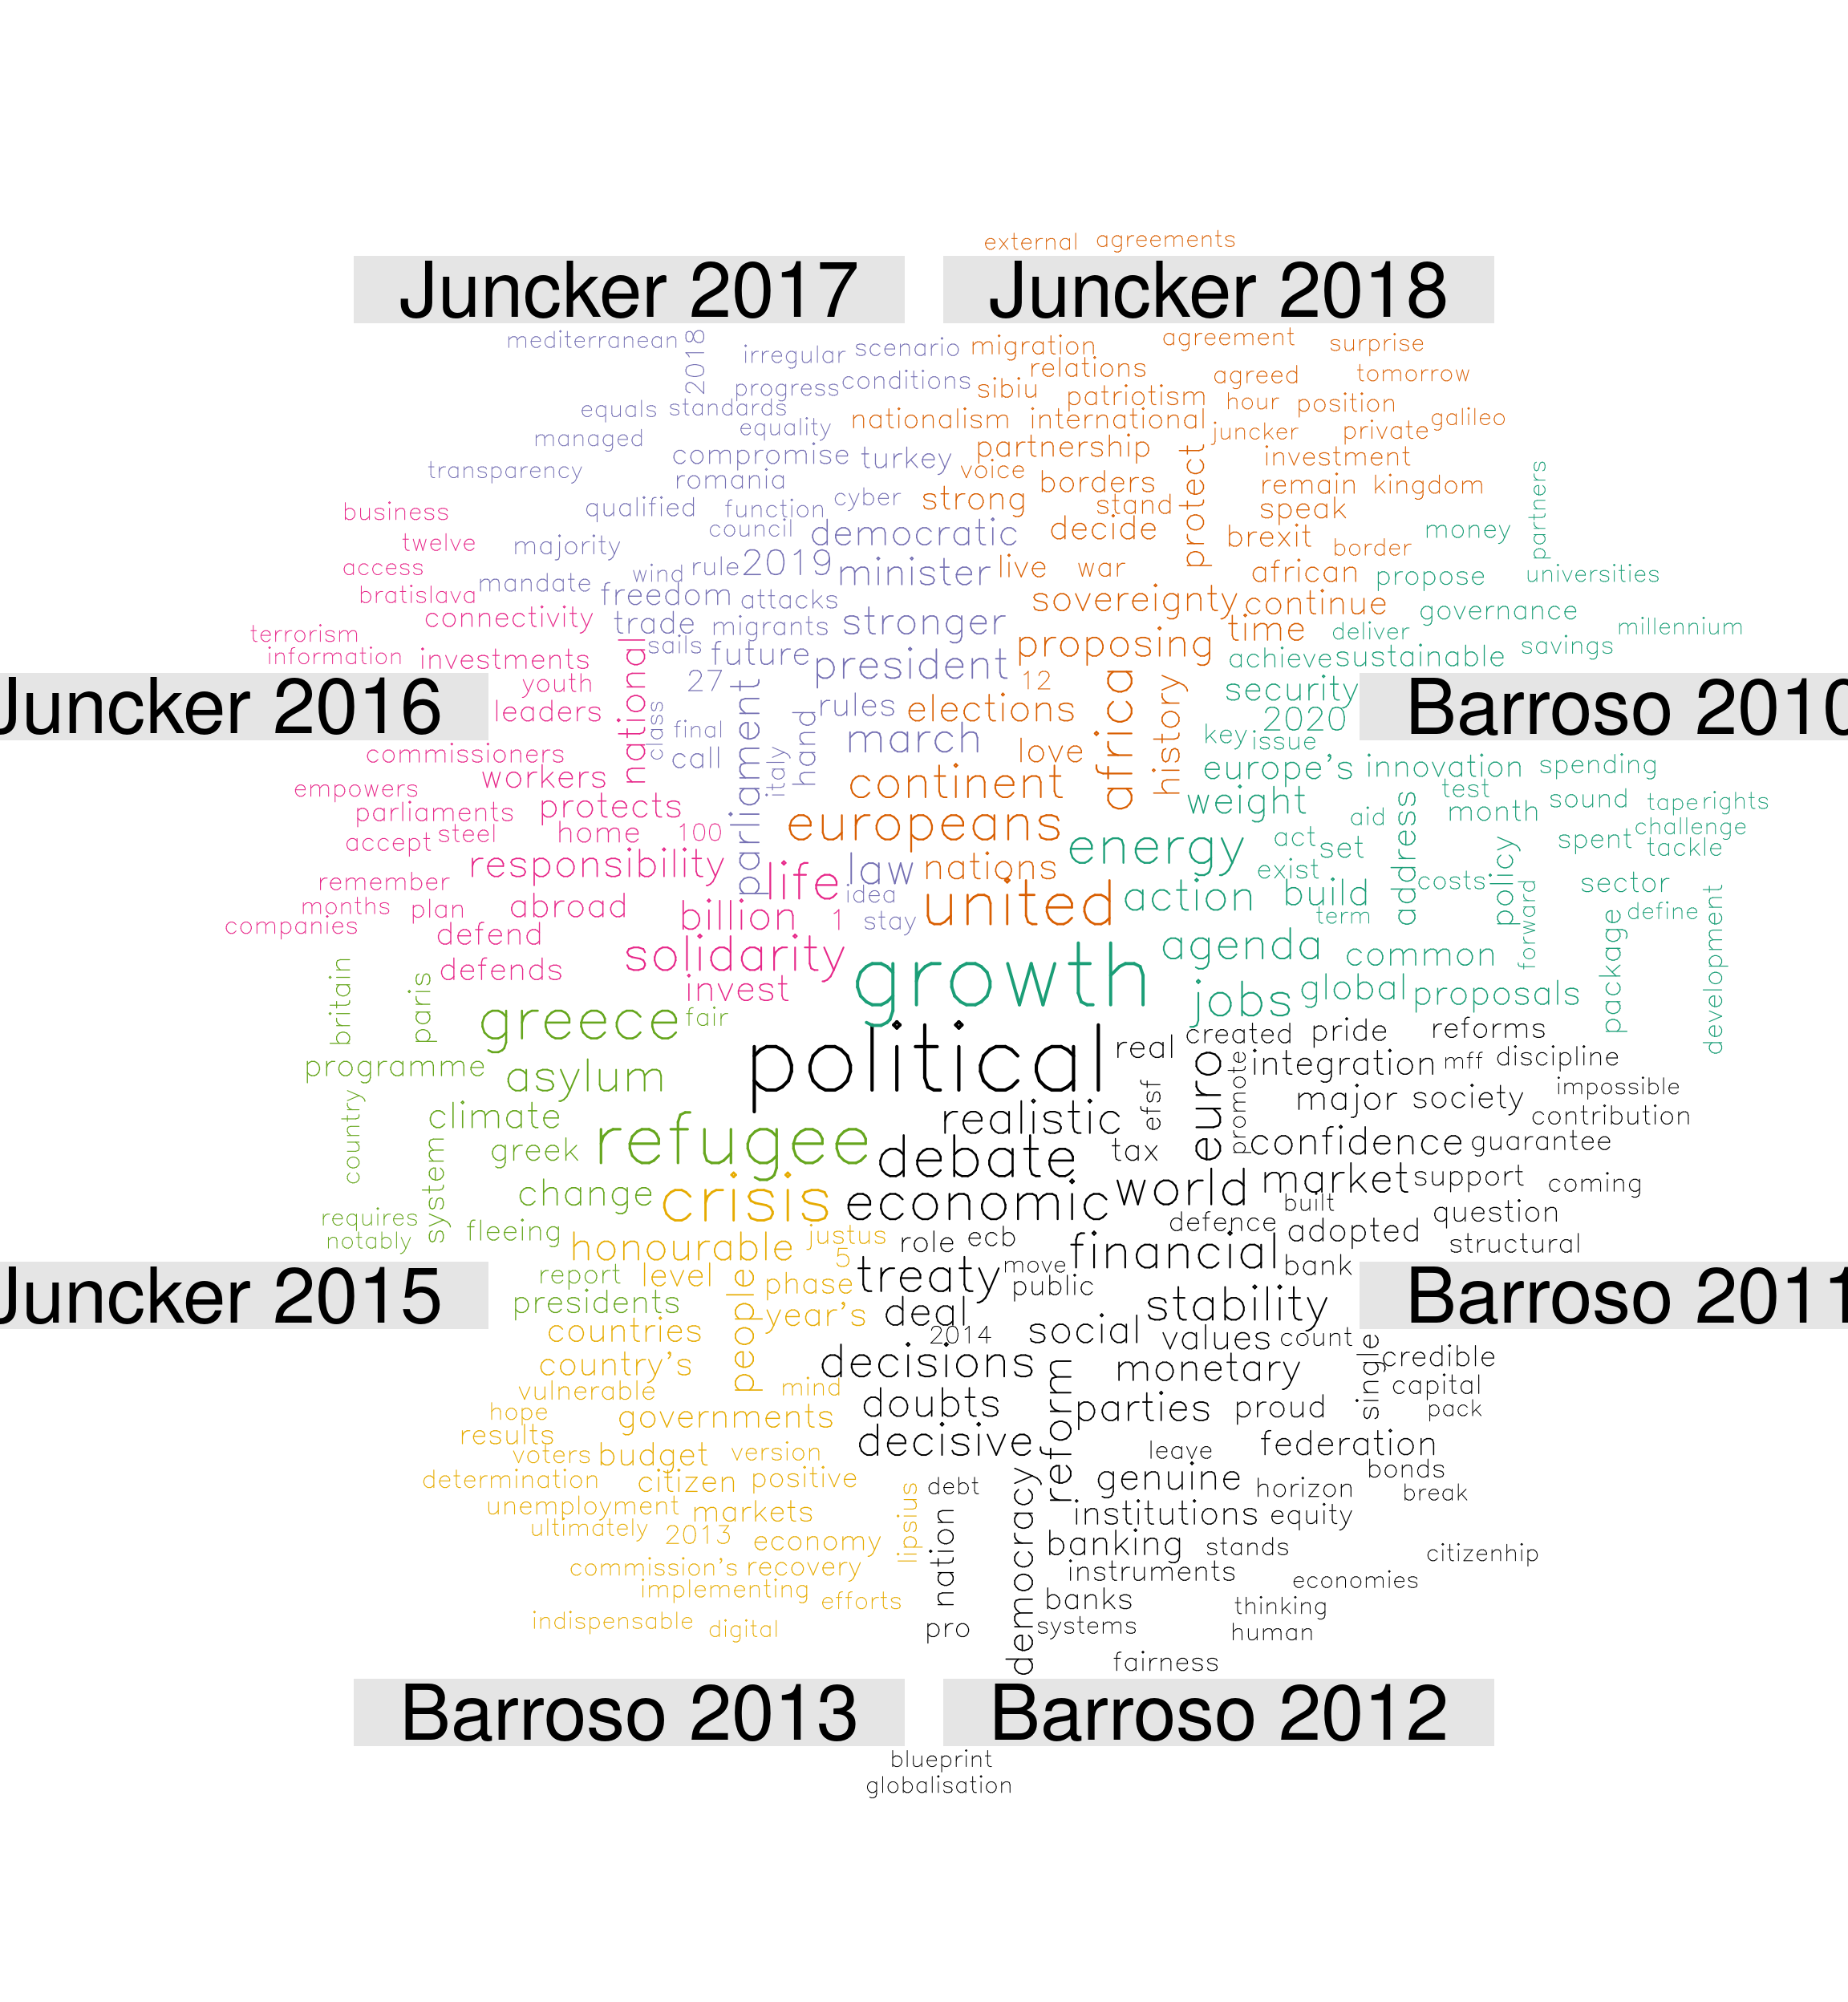 external agreements
Juncker 2017 Juncker 2018
mediterranean 2018 irregular scenario migration agreement surprise
relations
progress conditions sibiu patriotism agreed tomorrow
equals standards hour position
equality nationalism international galileo
managed juncker private
compromise turkey partnership investment
transparency voice
romania borders remain kingdom
cyber strong stand protect partners
business qualified function speak
council democratic decide brexit money
twelve majority border
access wind rule 2019 minister live war african propose universities
bratislava mandate freedom attacks sovereignty continue
connectivity trade migrants stronger time governance
terrorism sails future proposing deliver millennium
information investments national president achieve sustainable savings
Juncker 2016 youth 27 12 security Barroso 2010
leaders class final rules elections africa history 2020
commissioners call parliament italy hand march love key issue
workers continent europe's innovation spending
empowers protects weight test
parliaments home 100 europeans address aid month sound tape rights
accept steel energy act set policy spent challenge
tackle
responsibility life law nations exist
remember idea united action build costs sector
months plan abroad billion 1 stay term forward package define development
companies
defend solidarity agenda common
defends invest growth jobs global proposals
britain paris greece fair created pride reforms
programme political real euro promote integration mff discipline
asylum efsf impossible
country climate realistic major society contribution
system greek refugee debate tax confidence guarantee
change crisis economic world market support coming
requires built
notably fleeing justus role ecb defence adopted question
honourable 5 financial structural
Juncker 2015 report level people phase treaty move bank Barroso 2011
presidents year's deal public stability
countries 2014 social values count single
country's decisions reform monetary credible
vulnerable mind capital
hope governments doubts parties proud pack
results decisive
voters budget version leave federation
determination citizen positive democracy genuine bonds
debt horizon break
unemployment markets lipsius nation institutions equity
ultimately 2013 economy banking stands
citizenhip
commission's recovery instruments
implementing efforts banks economies
thinking
indispensable digital pro systems human
fairness
Barroso 2013 Barroso 2012
blueprint
globalisation